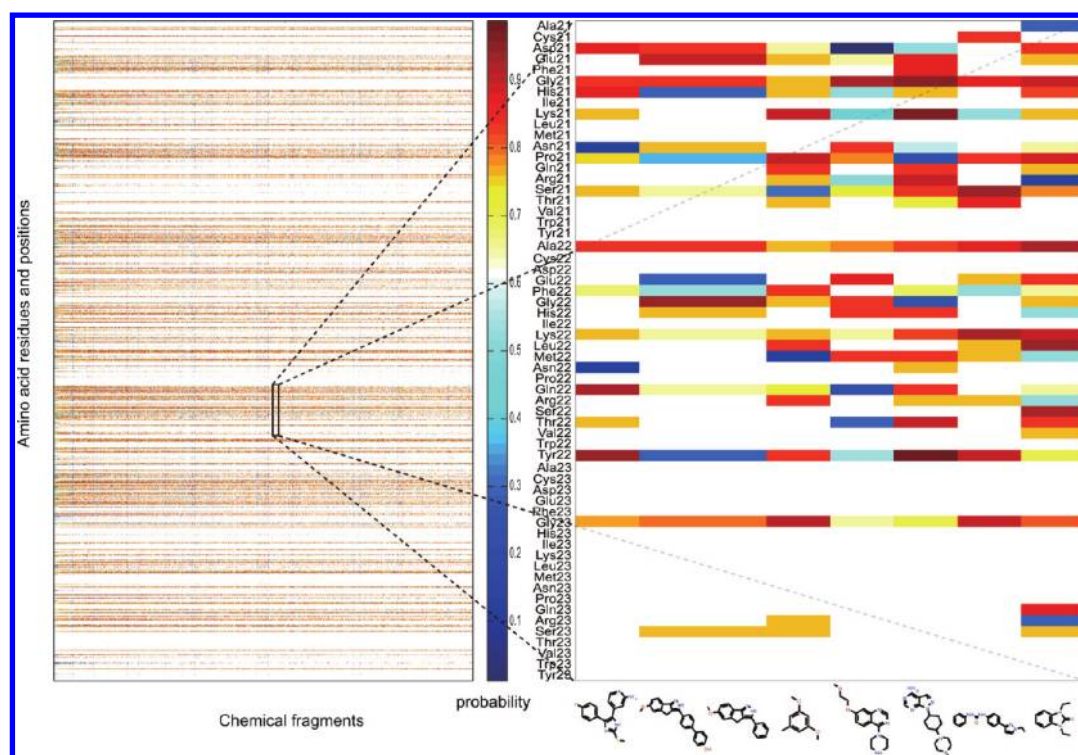 Amino acid residues and positions
Chemical fragments
0.9
0.8
0.7
0.6
0.5
0.4
0.3
0.2
0.1
probability
Ala21
Cys21
Asp21
Glu21
Phe21
Gly21
His21
Ile21
Lys21
Leu21
Met21
Asn21
Pro21
Gln21
Arg21
Ser21
Thr21
Val21
Trp21
Tyr21
Ala22
Cys22
Asp22
Glu22
Phe22
Gly22
His22
Ile22
Lys22
Leu22
Met22
Asn22
Pro22
Gln22
Arg22
Ser22
Thr22
Val22
Trp22
Tyr22
Ala23
Cys23
Asp23
Glu23
Phe23
Gly23
His23
Ile23
Lys23
Leu23
Met23
Asn23
Pro23
Gln23
Arg23
Ser23
Thr23
Val23
Trp23
Tyr23